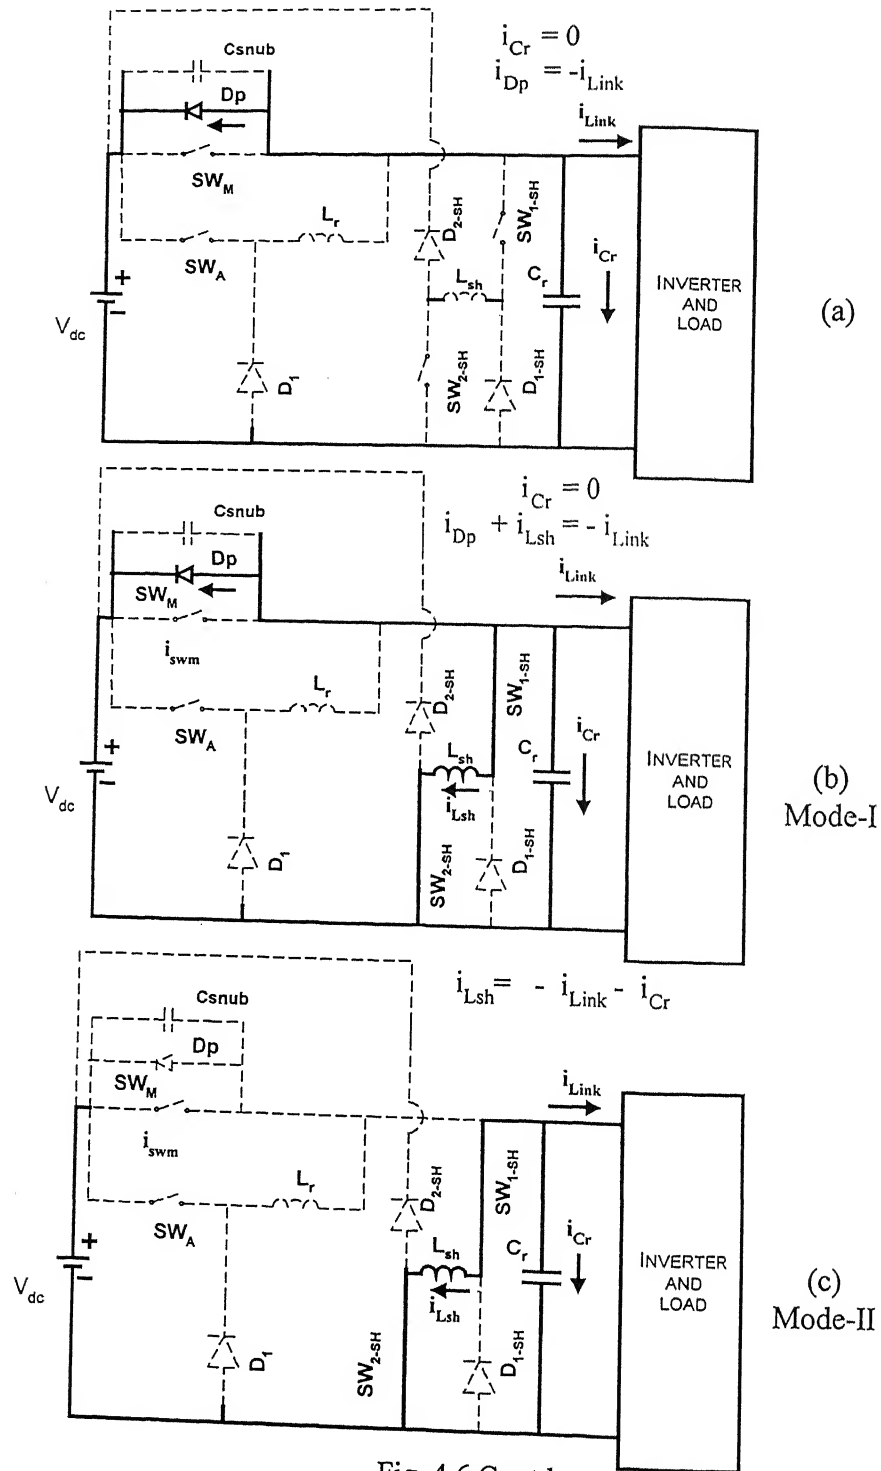 i_Cr = 0
i_Dp = -i_Link
Csnub
Dp
i_Link
SW_M
L_r
SW_A
D_2-SH
SW_1-SH
L_sh
C_r
i_Cr
INVERTER
AND
LOAD
(a)
+
-
V_dc
D_1
SW_2-SH
D_1-SH
i_Cr = 0
i_Dp + i_Lsh = - i_Link
Csnub
Dp
SW_M
i_Link
i_swm
L_r
SW_A
D_2-SH
SW_1-SH
L_sh
C_r
i_Cr
i_Lsh
INVERTER
AND
LOAD
(b)
Mode-I
+
-
V_dc
D_1
SW_2-SH
D_1-SH
i_Lsh = - i_Link - i_Cr
Csnub
Dp
SW_M
i_Link
i_swm
L_r
SW_A
D_2-SH
SW_1-SH
L_sh
C_r
i_Cr
i_Lsh
INVERTER
AND
LOAD
(c)
Mode-II
+
-
V_dc
D_1
SW_2-SH
D_1-SH